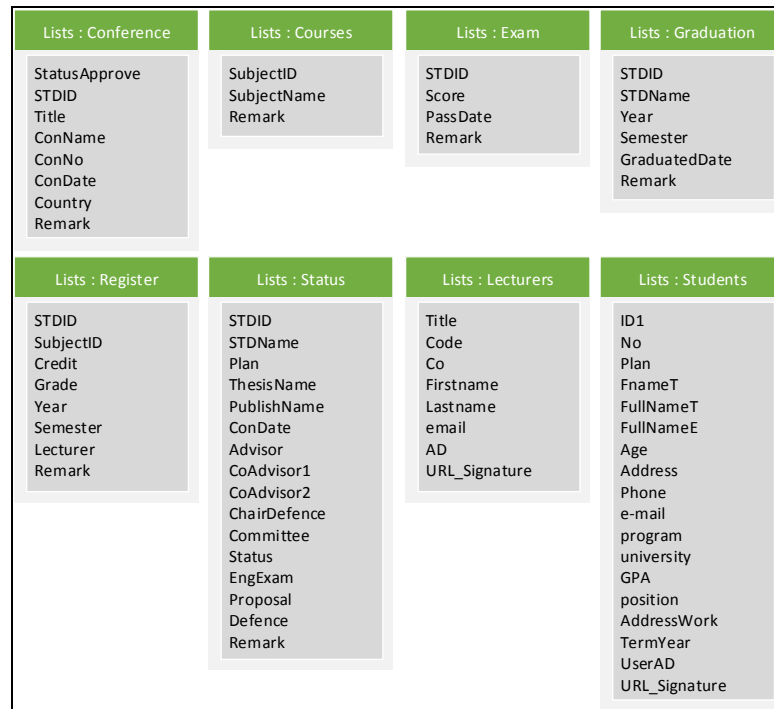 Lists : Conference
StatusApprove
STDID
Title
ConName
ConNo
ConDate
Country
Remark
Lists : Courses
SubjectID
SubjectName
Remark
Lists : Exam
STDID
Score
PassDate
Remark
Lists : Graduation
STDID
STDName
Year
Semester
GraduatedDate
Remark
Lists : Register
STDID
SubjectID
Credit
Grade
Year
Semester
Lecturer
Remark
Lists : Status
STDID
STDName
Plan
ThesisName
PublishName
ConDate
Advisor
CoAdvisor1
CoAdvisor2
ChairDefence
Committee
Status
EngExam
Proposal
Defence
Remark
Lists : Lecturers
Title
Code
Co
Firstname
Lastname
email
AD
URL_Signature
Lists : Students
ID1
No
Plan
FnameT
FullNameT
FullNameE
Age
Address
Phone
e-mail
program
university
GPA
position
AddressWork
TermYear
UserAD
URL_Signature